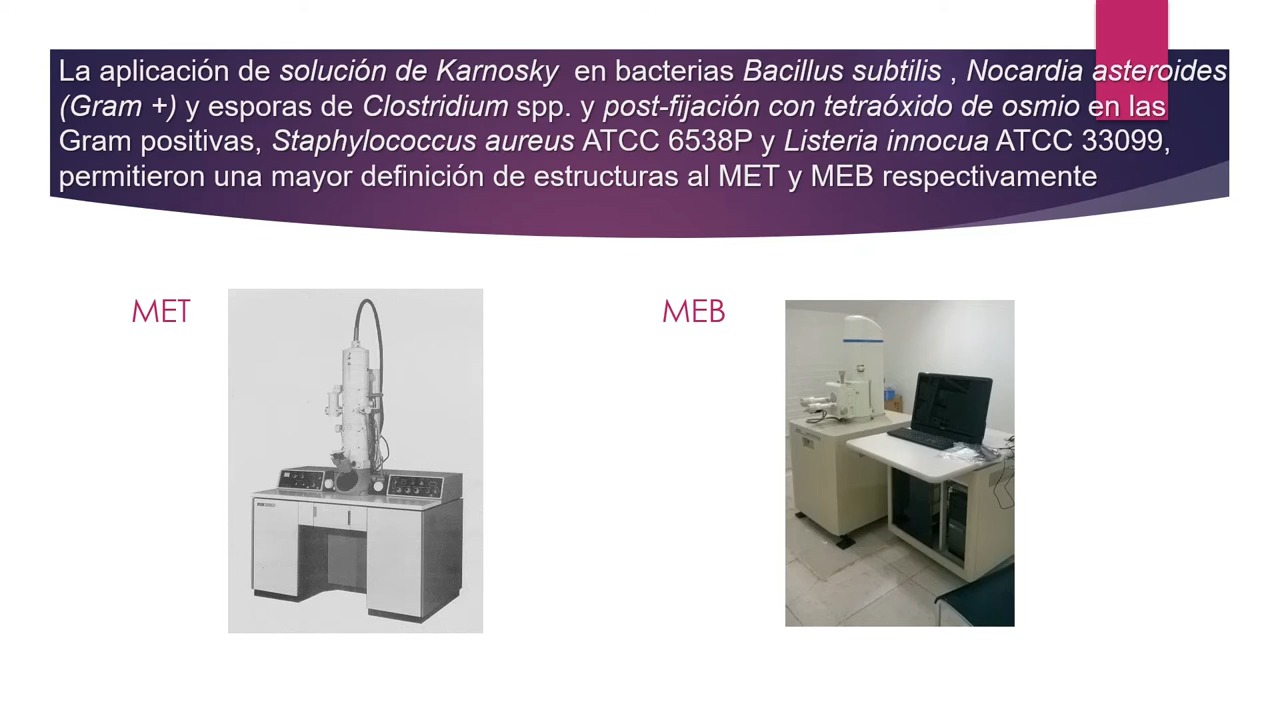 La aplicación de solución de Karnosky en bacterias Bacillus subtilis , Nocardia asteroides
(Gram +) y esporas de Clostridium spp. y post-fijación con tetraóxido de osmio en las
Gram positivas, Staphylococcus aureus ATCC 6538P y Listeria innocua ATCC 33099,
permitieron una mayor definición de estructuras al MET y MEB respectivamente
MET
MEB